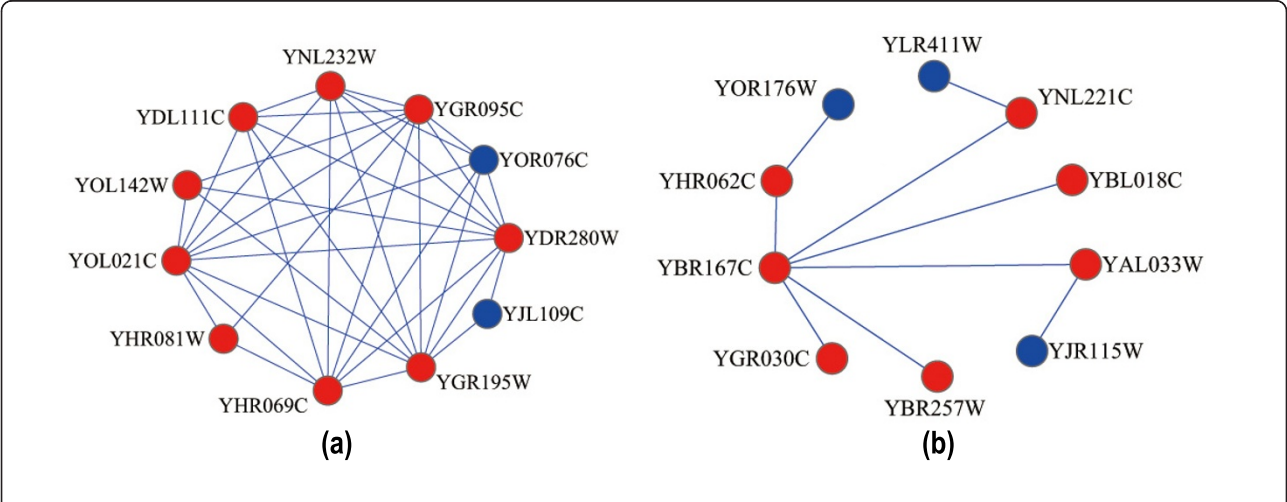 YNL232W
YDL111C
YGR095C
YOR076C
YOL142W
YDR280W
YOL021C
YJL109C
YHR081W
YGR195W
YHR069C
(a)
YLR411W
YOR176W
YNL221C
YHR062C
YBL018C
YBR167C
YAL033W
YGR030C
YJR115W
YBR257W
(b)